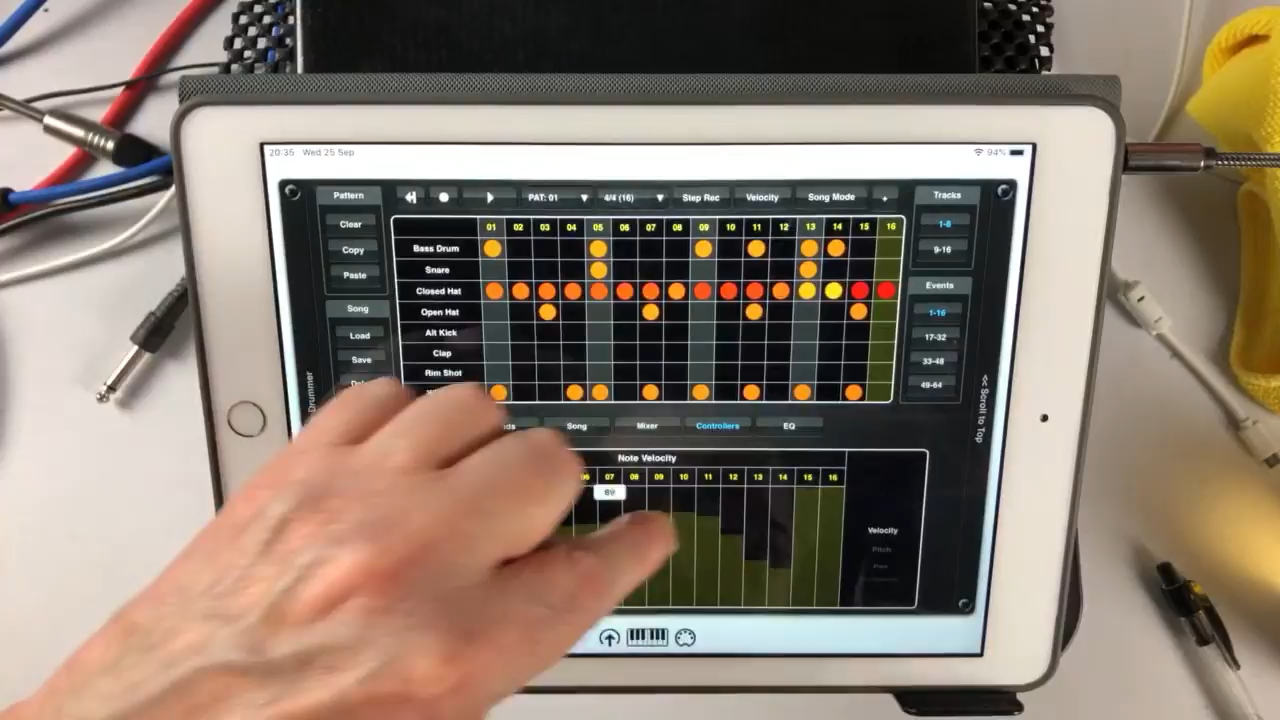 20:35 Wed 25 Sep
94%
Pattern
PAT: 01
4/4 (16)
Step Rec
Velocity
Song Mode
+
Tracks
Clear
01 02 03 04 05 06 07 08 09 10 11 12 13 14 15 16
1-8
Copy
Bass Drum
9-16
Paste
Snare
Closed Hat
Events
Song
Open Hat
1-16
Load
Alt Kick
17-32
Save
Clap
33-48
Rim Shot
49-64
Drummer
<< Scroll to Top
Song
Mixer
Controllers
EQ
Note Velocity
07 08 09 10 11 12 13 14 15 16
89
Velocity
Pitch
Pan